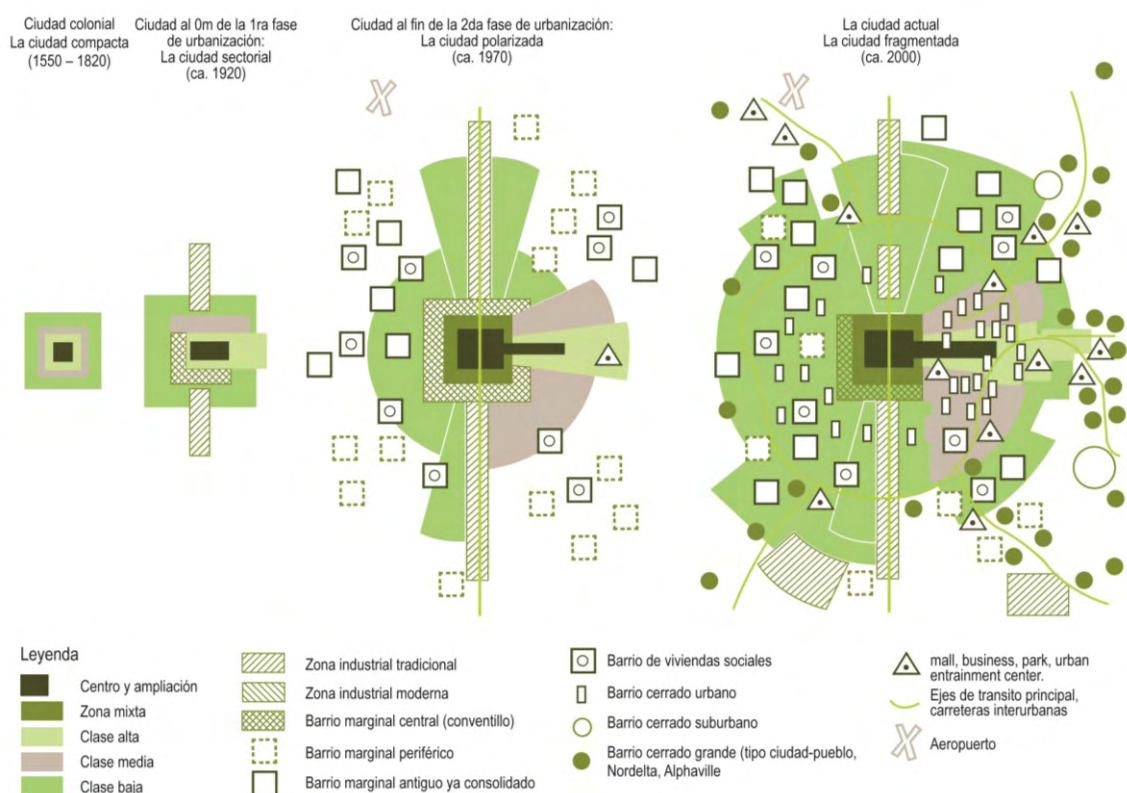 Ciudad colonial
La ciudad compacta
(1550 – 1820)
Ciudad al 0m de la 1ra fase
de urbanización:
La ciudad sectorial
(ca. 1920)
Ciudad al fin de la 2da fase de urbanización:
La ciudad polarizada
(ca. 1970)
La ciudad actual
La ciudad fragmentada
(ca. 2000)
Leyenda
Centro y ampliación
Zona mixta
Clase alta
Clase media
Clase baja
Zona industrial tradicional
Zona industrial moderna
Barrio marginal central (conventillo)
Barrio marginal periférico
Barrio marginal antiguo ya consolidado
Barrio de viviendas sociales
Barrio cerrado urbano
Barrio cerrado suburbano
Barrio cerrado grande (tipo ciudad-pueblo,
Nordelta, Alphaville
mall, business, park, urban
entrainment center.
Ejes de transito principal,
carreteras interurbanas
Aeropuerto